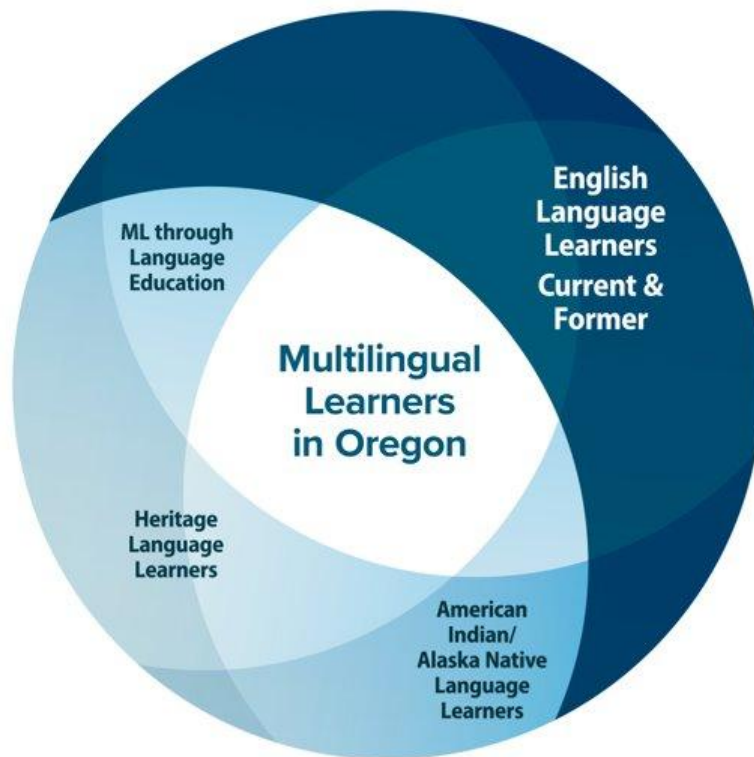 English
Language
Learners
Current &
Former
ML through
Language
Education
Multilingual
Learners
in Oregon
Heritage
Language
Learners
American
Indian/
Alaska Native
Language
Learners